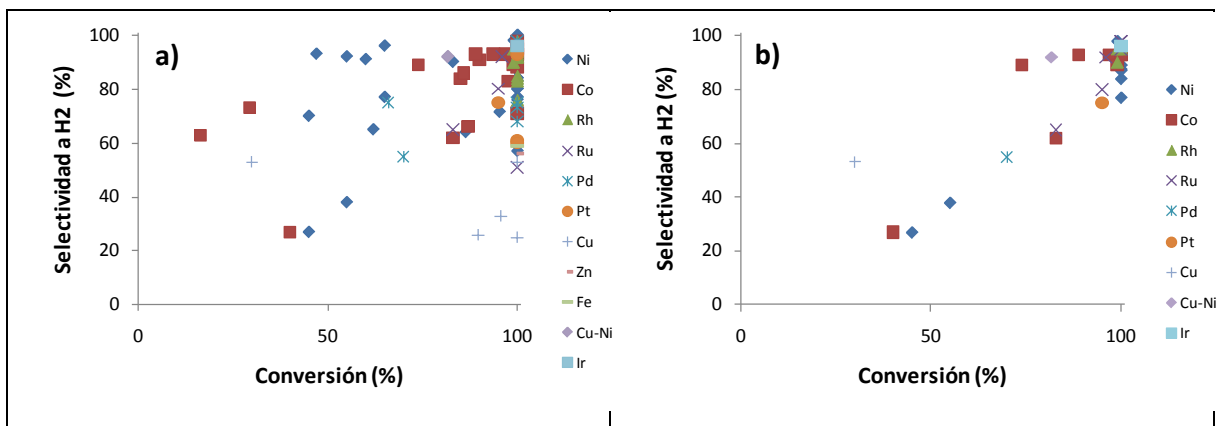 a)
Selectividad a H2 (%)
100
80
60
40
20
0
0
50
100
Conversión (%)
Ni
Co
Rh
Ru
Pd
Pt
Cu
Zn
Fe
Cu-Ni
Ir
b)
Selectividad a H2 (%)
100
80
60
40
20
0
0
50
100
Conversión (%)
Ni
Co
Rh
Ru
Pd
Pt
Cu
Cu-Ni
Ir